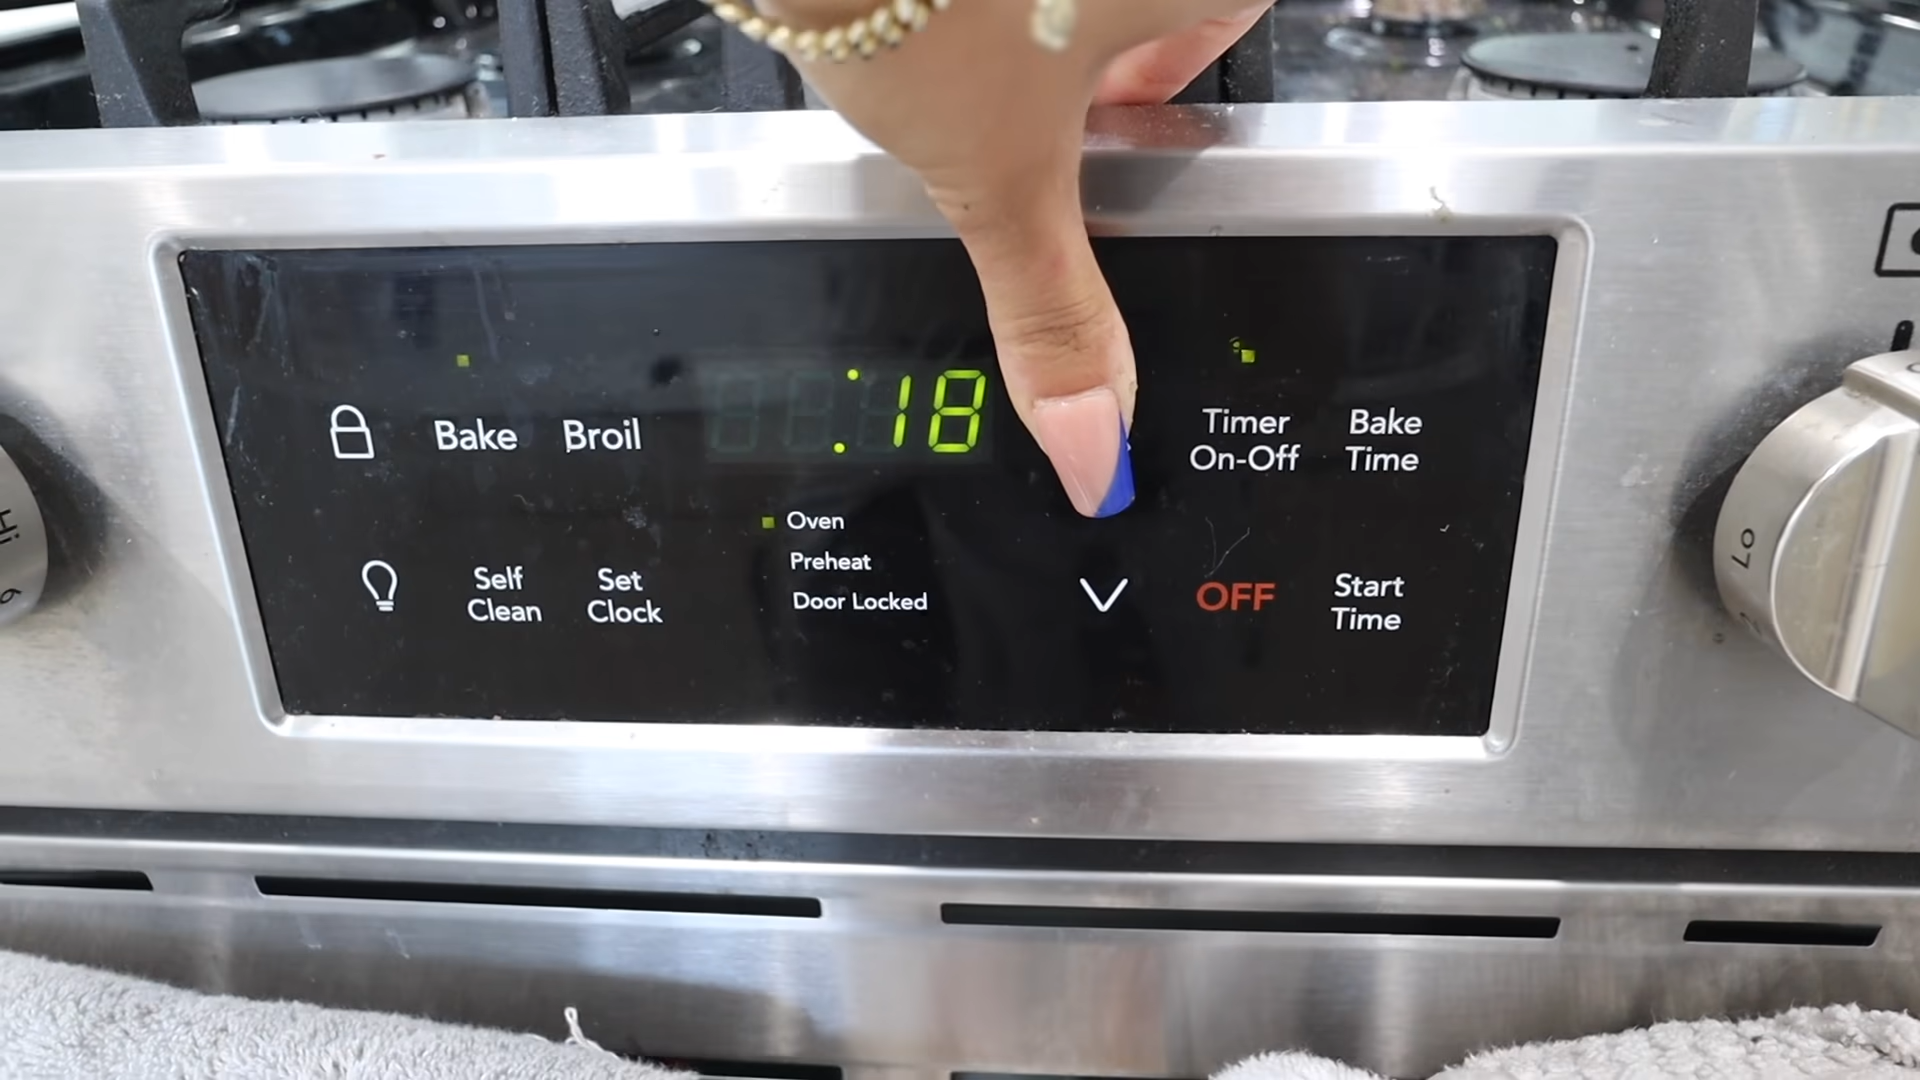 :18
Bake
Broil
Timer
On-Off
Bake
Time
Oven
Preheat
Door Locked
Self
Clean
Set
Clock
OFF
Start
Time
Hi
6
Lo